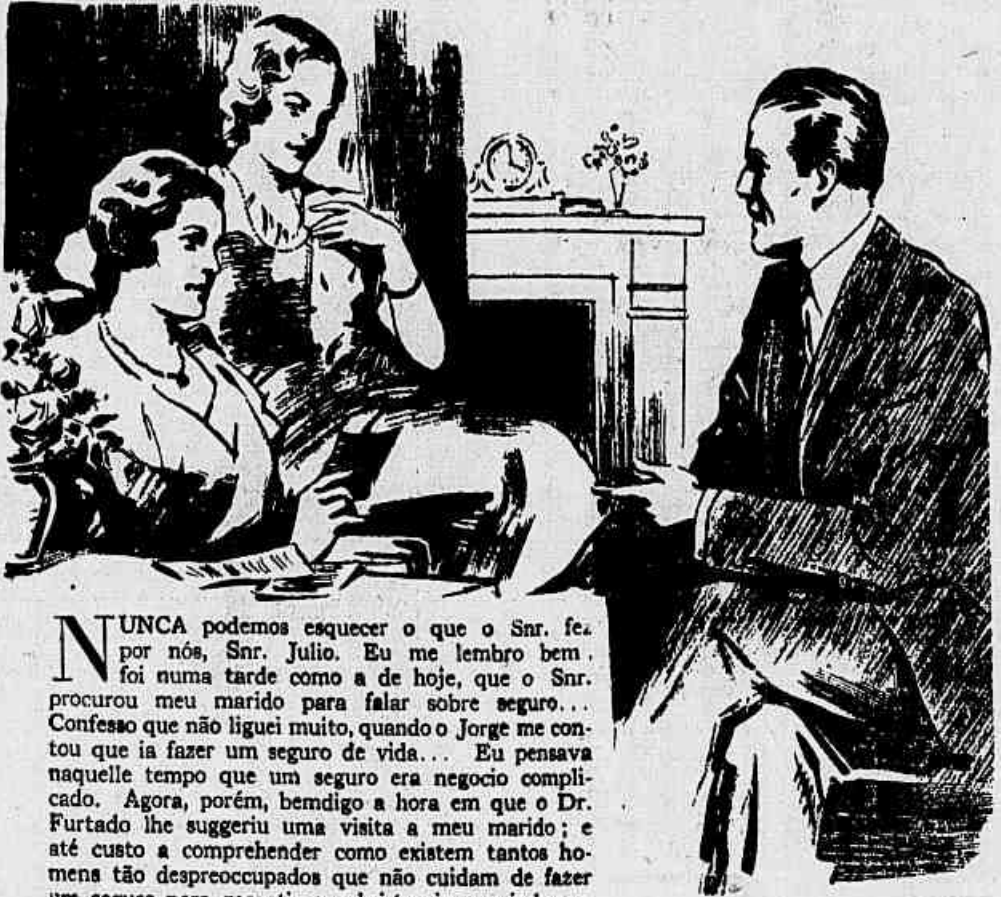 NUNCA podemos esquecer o que o Snr. fez
por nós, Snr. Julio. Eu me lembro bem,
foi numa tarde como a de hoje, que o Snr.
procurou meu marido para falar sobre seguro...
Confesso que não liguei muito, quando o Jorge me con-
tou que ia fazer um seguro de vida... Eu pensava
naquelle tempo que um seguro era negocio compli-
cado. Agora, porém, bemdigo a hora em que o Dr.
Furtado lhe suggeriu uma visita a meu marido; e
até custo a comprehender como existem tantos ho-
mens tão despreoccupados que não cuidam de fazer
um seguro para